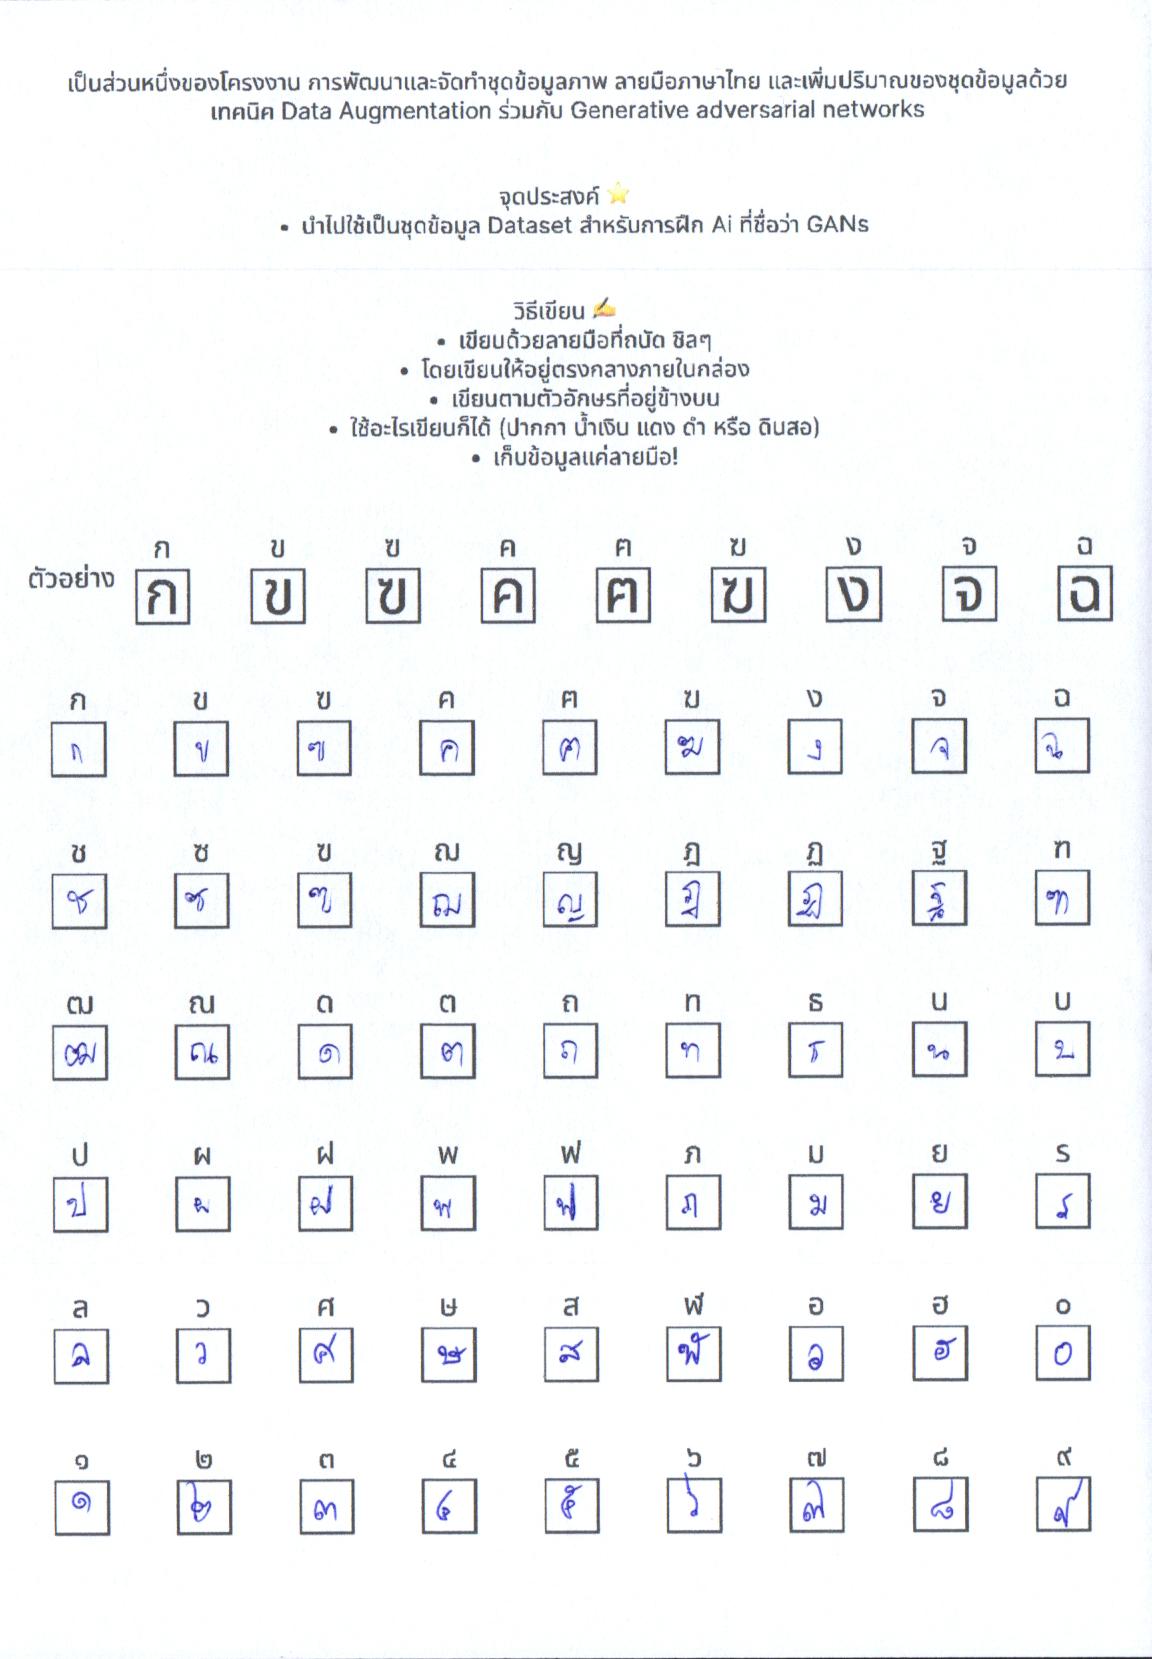 เป็นส่วนหนึ่งของโครงงาน การพัฒนาและจัดทำชุดข้อมูลภาพ ลายมือภาษาไทย และเพิ่มปริมาณของชุดข้อมูลด้วย
เทคนิค Data Augmentation ร่วมกับ Generative adversarial networks
จุดประสงค์ ⭐
• นำไปใช้เป็นชุดข้อมูล Dataset สำหรับการฝึก Ai ที่ชื่อว่า GANs
วิธีเขียน ✍
• เขียนด้วยลายมือที่ถนัด ชิลๆ
• โดยเขียนให้อยู่ตรงกลางภายในกล่อง
• เขียนตามตัวอักษรที่อยู่ข้างบน
• ใช้อะไรเขียนก็ได้ (ปากกา น้ำเงิน แดง ดำ หรือ ดินสอ)
• เก็บข้อมูลแค่ลายมือ!
ก ข ฃ ค ฅ ฆ ง จ ฉ
ตัวอย่าง ก ข ฃ ค ฅ ฆ ง จ ฉ
ก ข ฃ ค ฅ ฆ ง จ ฉ
ก ข ฃ ค ฅ ฆ ง จ ฉ
ช ซ ฃ ฌ ญ ฎ ฏ ฐ ฑ
ช ซ ฃ ฌ ญ ฎ ฏ ฐ ฑ
ฒ ณ ด ต ถ ท ธ น บ
ฒ ณ ด ต ถ ท ธ น บ
ป ผ ฝ พ ฟ ภ ม ย ร
ป ผ ฝ พ ฟ ภ ม ย ร
ล ว ศ ษ ส ฬ อ ฮ ๐
ล ว ศ ษ ส ฬ อ ฮ ๐
๑ ๒ ๓ ๔ ๕ ๖ ๗ ๘ ๙
๑ ๒ ๓ ๔ ๕ ๖ ๗ ๘ ๙